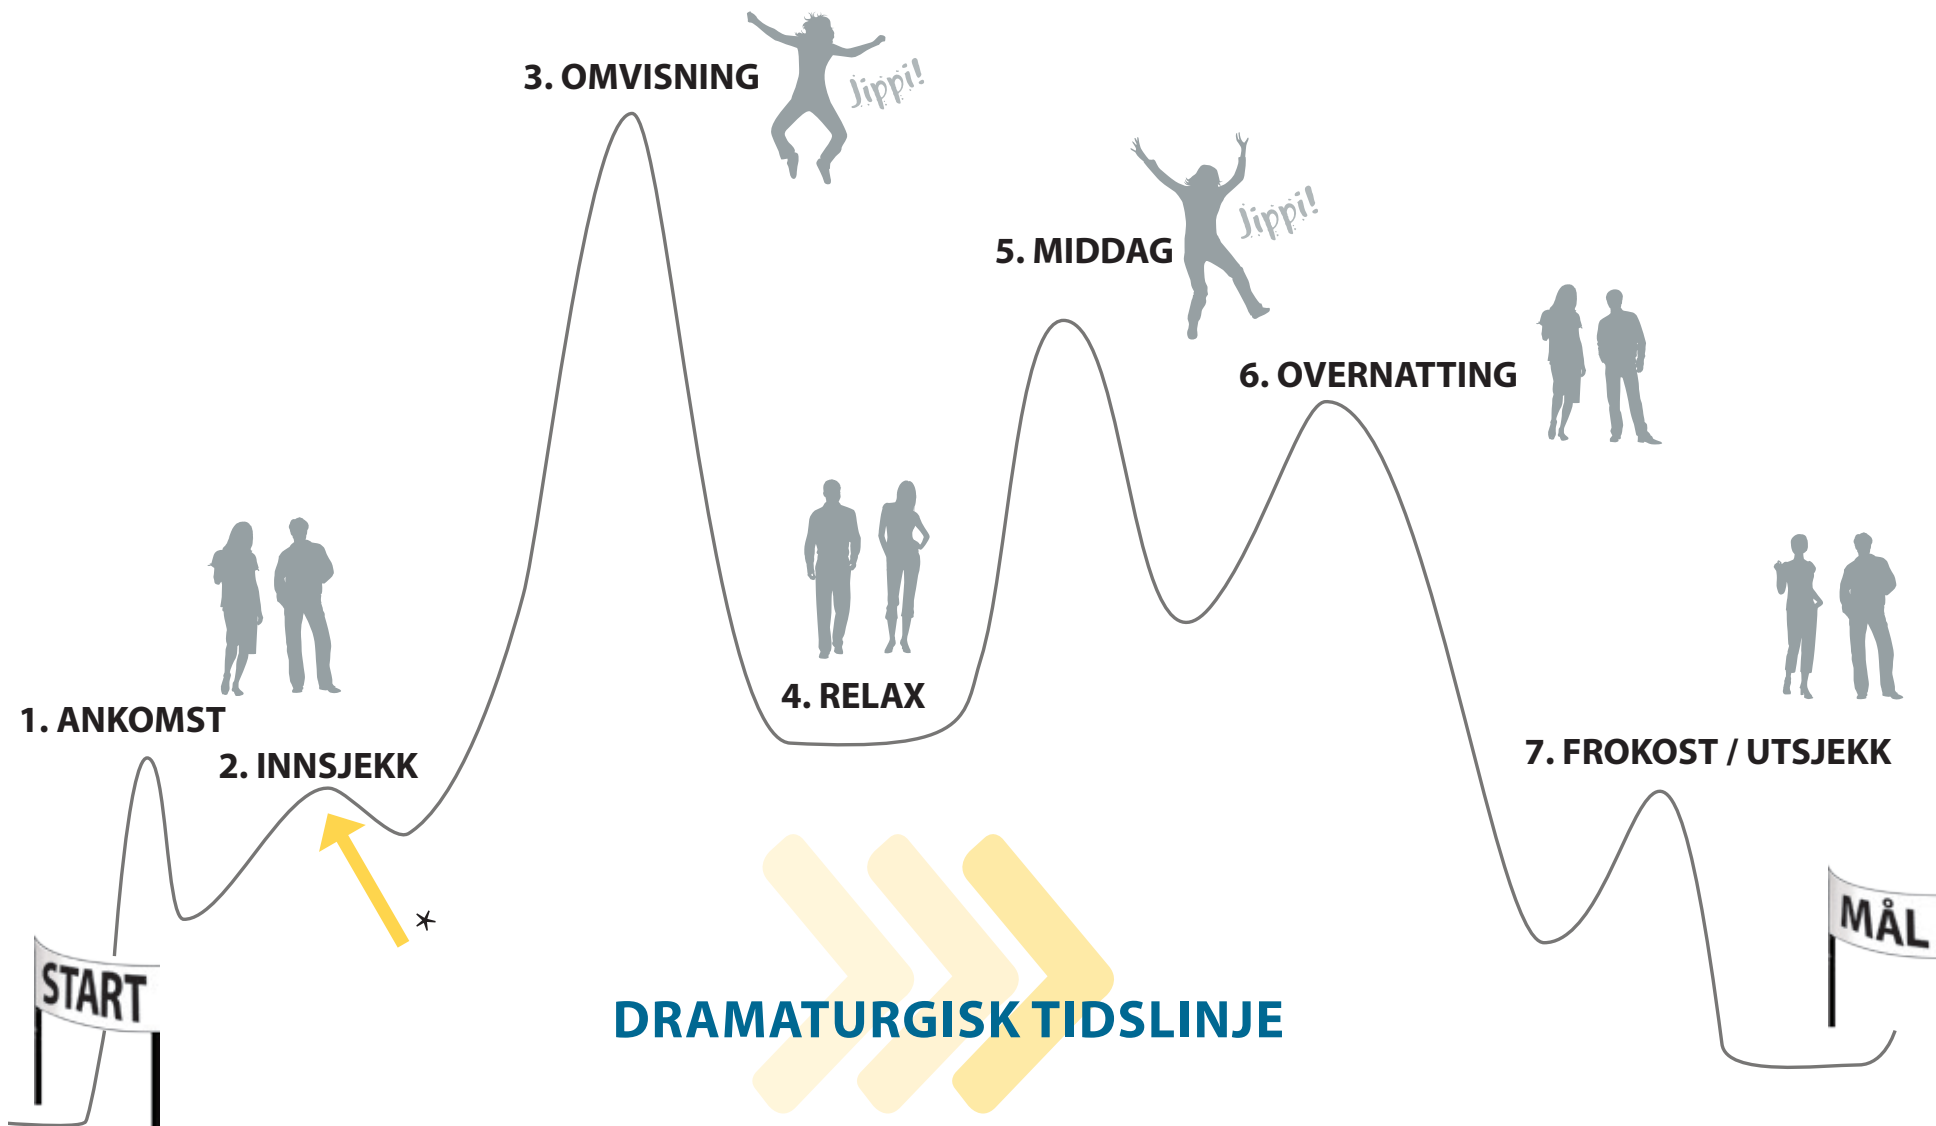 3. OMVISNING
Jippi!
5. MIDDAG
Jippi!
6. OVERNATTING
4. RELAX
1. ANKOMST
2. INNSJEKK
7. FROKOST / UTSJEKK
*
START
MÅL
DRAMATURGISK TIDSLINJE